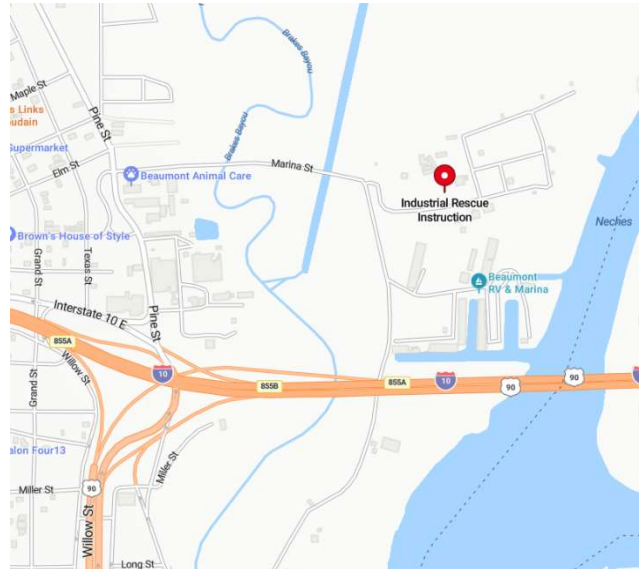 Maple St
s Links
oudain
Supermarket
Elm St
Pine St
Beaumont Animal Care
Brown's House of Style
Grand St
Texas St
Brakes Bayou
Brakes Bayou
Marina St
Industrial Rescue
Instruction
Neches
Beaumont
RV & Marina
Interstate 10 E
Pine St
855A
Willow St
10
855B
855A
10
90
90
Grand St
alon Four13
Miller St
90
Willow St
Miller St
Long St